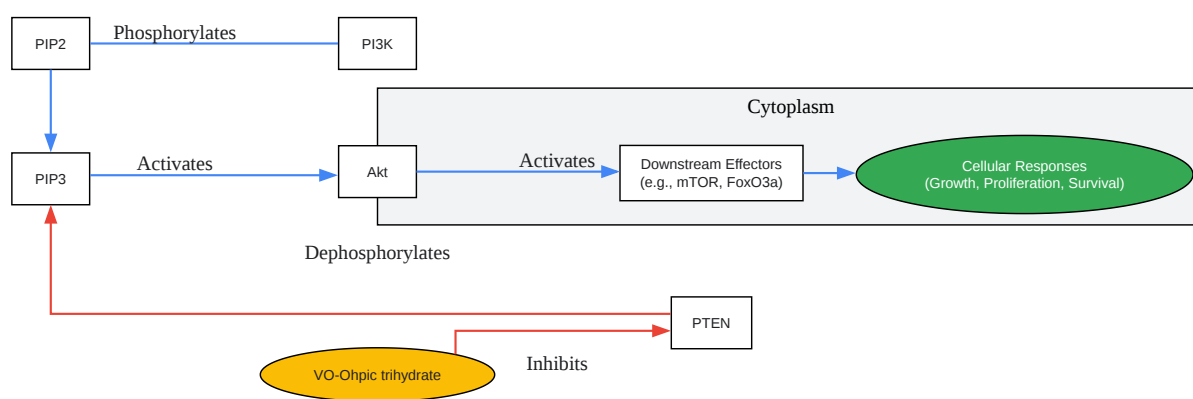 PIP2
Phosphorylates
PI3K
Cytoplasm
PIP3
Activates
Akt
Activates
Downstream Effectors
(e.g., mTOR, FoxO3a)
Cellular Responses
(Growth, Proliferation, Survival)
Dephosphorylates
PTEN
Inhibits
VO-Ohpic trihydrate